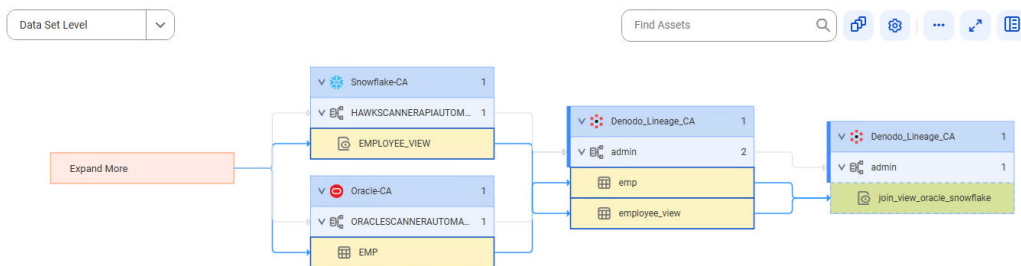 Data Set Level
Find Assets
Expand More
Snowflake-CA 1
HAWKSCANNERAPIAUTOM... 1
EMPLOYEE_VIEW
Oracle-CA 1
ORACLESCANNERAUTOMA... 1
EMP
Denodo_Lineage_CA 1
admin 2
emp
employee_view
Denodo_Lineage_CA 1
admin 1
join_view_oracle_snowflake